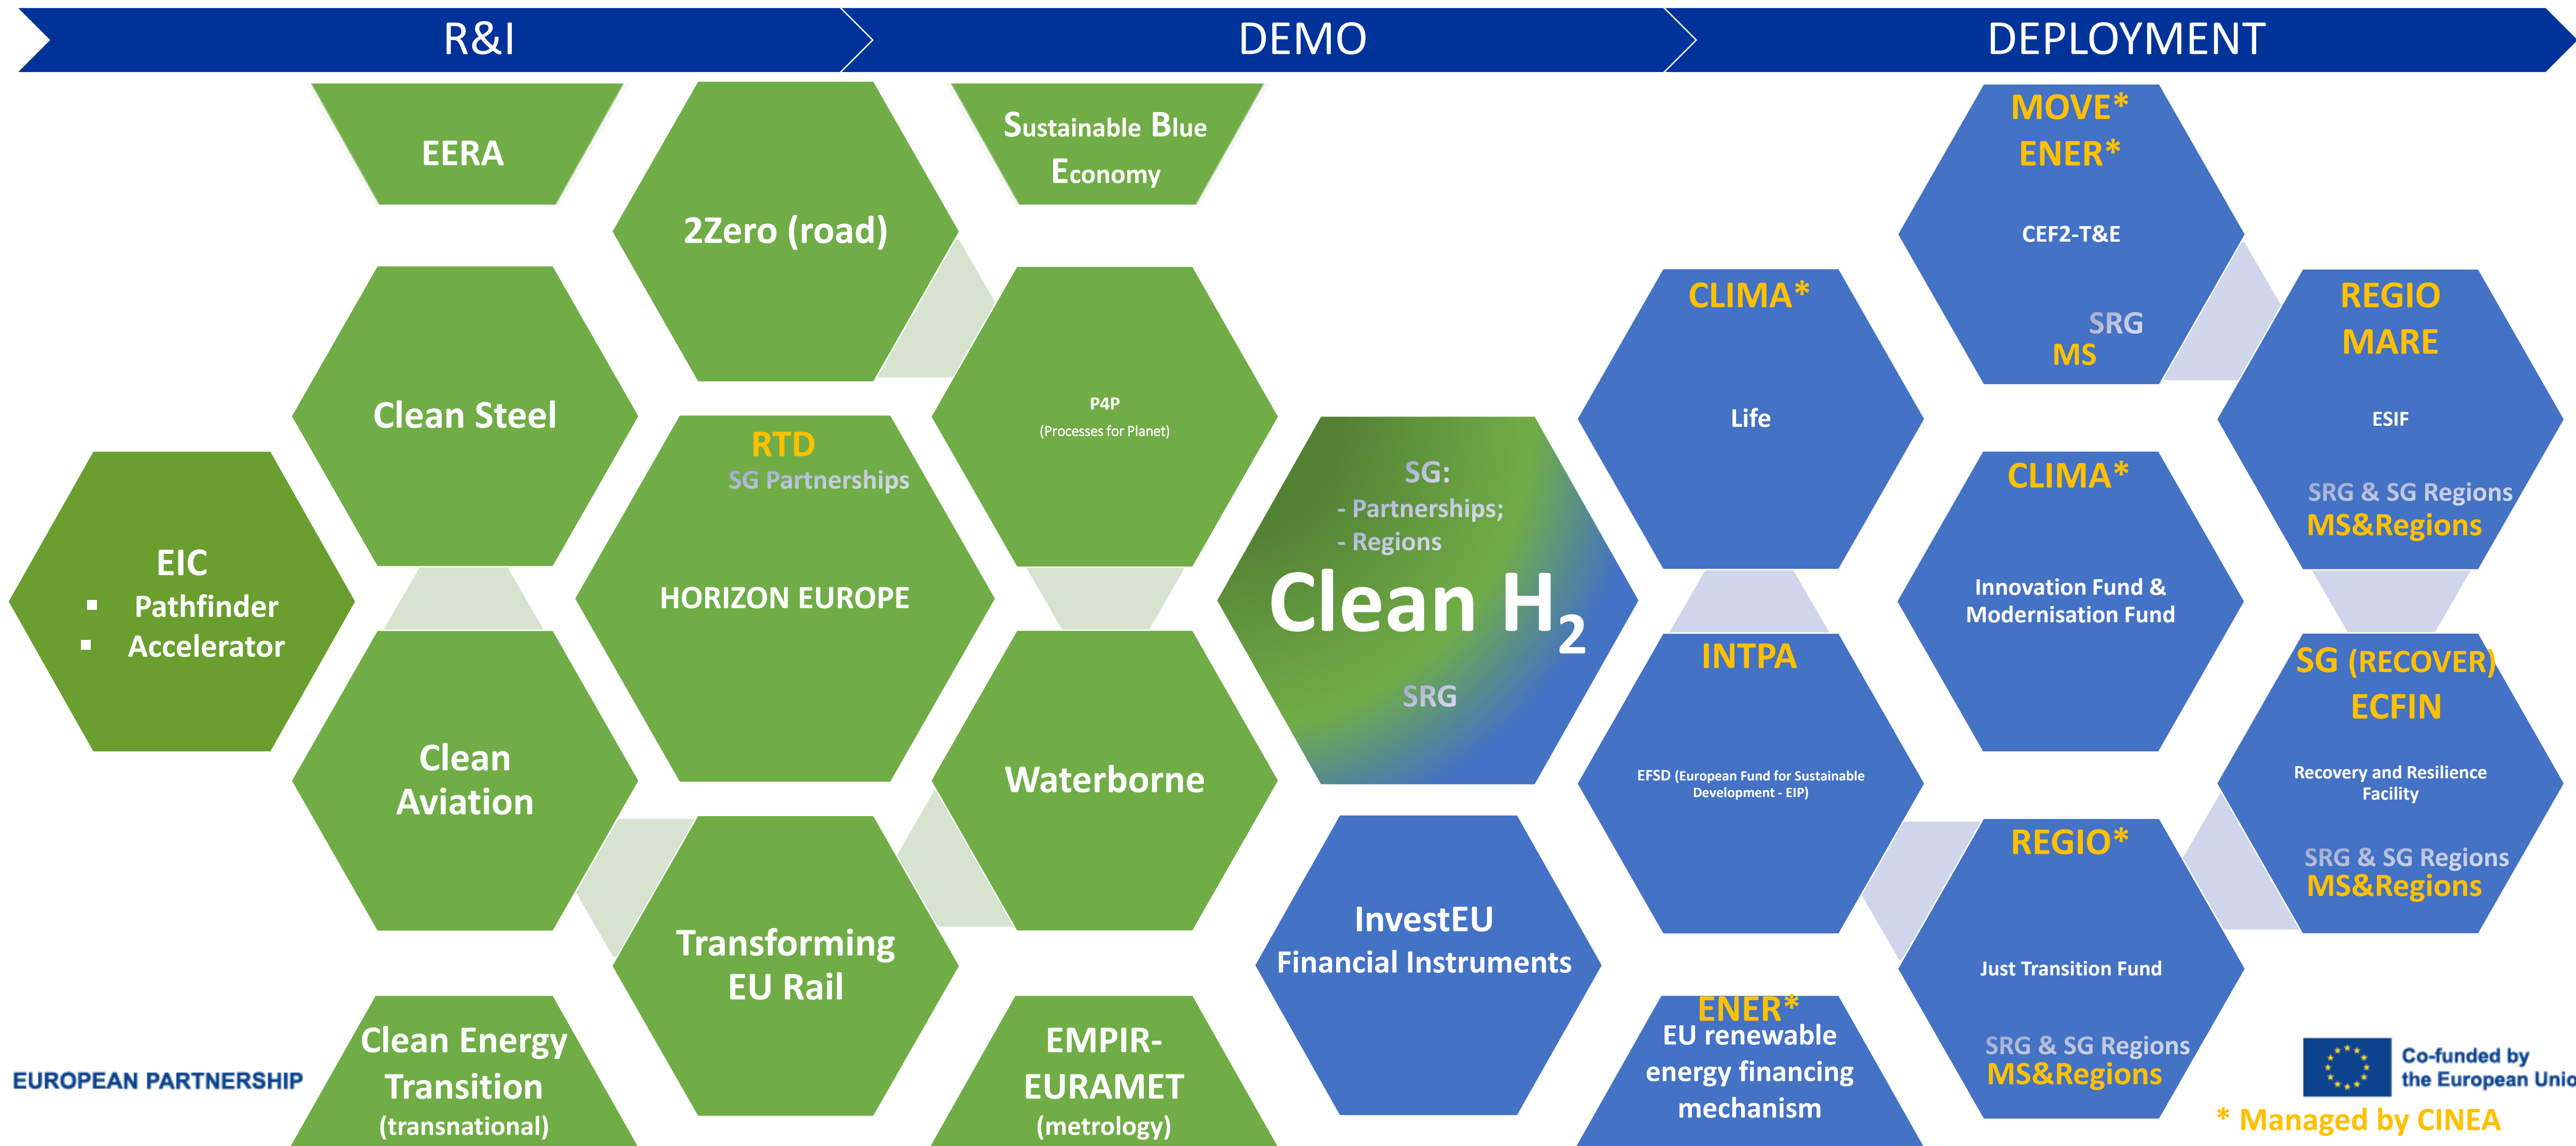 R&I
DEMO
DEPLOYMENT
EERA
2Zero (road)
Sustainable Blue
Economy
MOVE*
ENER*
CEF2-T&E
SRG
MS
Clean Steel
RTD
SG Partnerships
HORIZON EUROPE
P4P
(Processes for Planet)
CLIMA*
Life
REGIO
MARE
ESIF
SRG & SG Regions
MS&Regions
EIC
▪ Pathfinder
▪ Accelerator
SG:
- Partnerships;
- Regions
Clean H₂
SRG
CLIMA*
Innovation Fund &
Modernisation Fund
Clean
Aviation
Waterborne
INTPA
EFSD (European Fund for Sustainable
Development - EIP)
SG (RECOVER)
ECFIN
Recovery and Resilience
Facility
SRG & SG Regions
MS&Regions
Transforming
EU Rail
InvestEU
Financial Instruments
REGIO*
Just Transition Fund
SRG & SG Regions
MS&Regions
Clean Energy
Transition
(transnational)
EMPIR-
EURAMET
(metrology)
ENER*
EU renewable
energy financing
mechanism
EUROPEAN PARTNERSHIP
Co-funded by
the European Unio
* Managed by CINEA